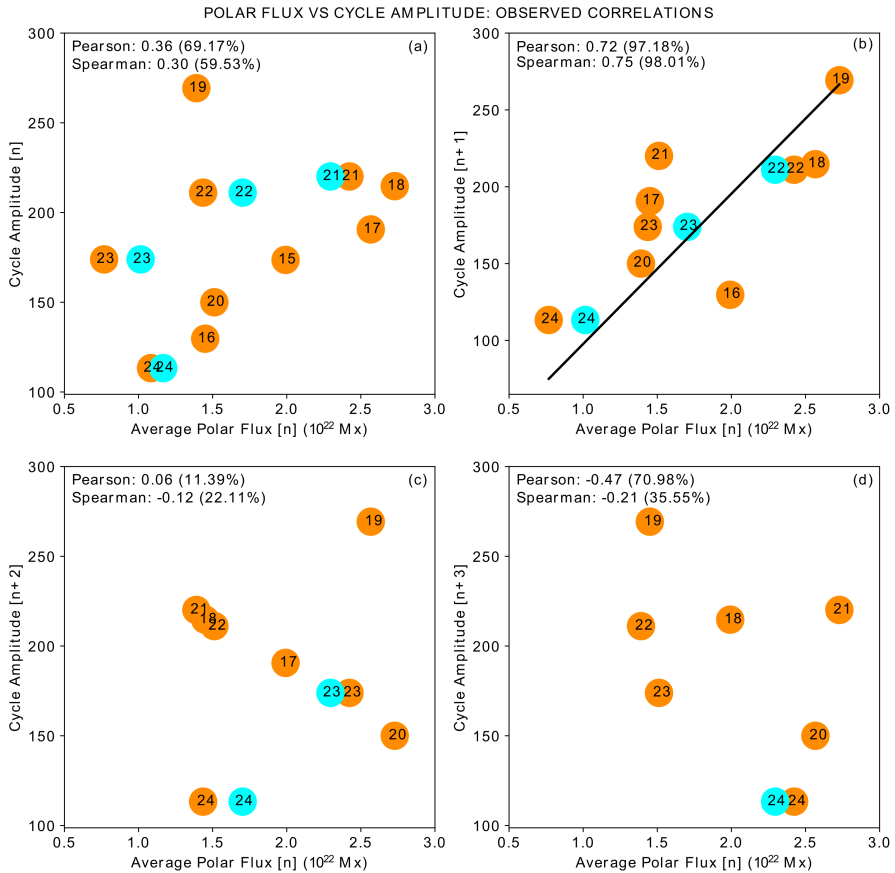 POLAR FLUX VS CYCLE AMPLITUDE: OBSERVED CORRELATIONS
Pearson: 0.36 (69.17%)
Spearman: 0.30 (59.53%)
(a)
300
250
200
150
100
Cycle Amplitude [n]
19
21 21
18
22 22
17
23 23
15
20
16
24 24
0.5 1.0 1.5 2.0 2.5 3.0
Average Polar Flux [n] (10²² Mx)
Pearson: 0.72 (97.18%)
Spearman: 0.75 (98.01%)
(b)
300
250
200
150
100
Cycle Amplitude [n+1]
19
21
22 22 18
17
23 23
20
16
24 24
0.5 1.0 1.5 2.0 2.5 3.0
Average Polar Flux [n] (10²² Mx)
Pearson: 0.06 (11.39%)
Spearman: -0.12 (22.11%)
(c)
300
250
200
150
100
Cycle Amplitude [n+2]
19
21
18
22
17
23 23
20
24 24
0.5 1.0 1.5 2.0 2.5 3.0
Average Polar Flux [n] (10²² Mx)
Pearson: -0.47 (70.98%)
Spearman: -0.21 (35.55%)
(d)
300
250
200
150
100
Cycle Amplitude [n+3]
19
21
22
18
23
20
24 24
0.5 1.0 1.5 2.0 2.5 3.0
Average Polar Flux [n] (10²² Mx)